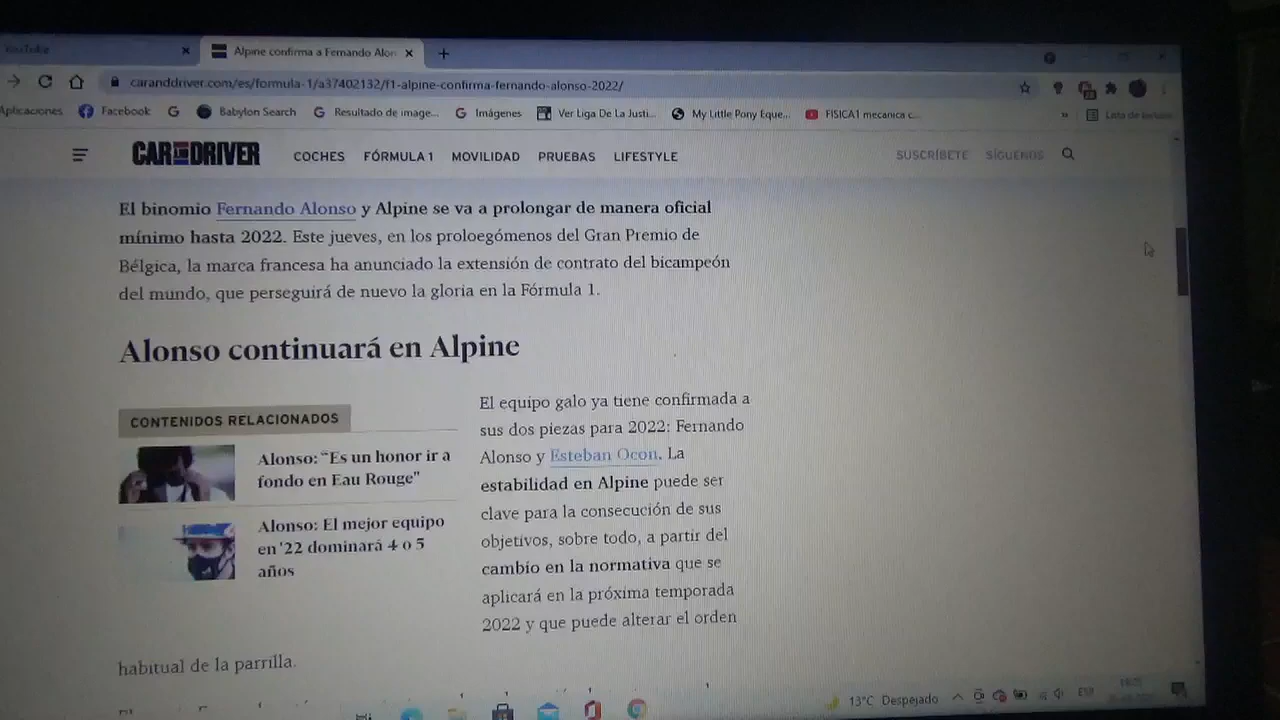 YouTube
Alpine confirma a Fernando Alon
caranddriver.com/es/formula-1/a37402132/f1-alpine-confirma-fernando-alonso-2022/
Aplicaciones Facebook Babylon Search Resultado de image... Imágenes Ver Liga De La Justi... My Little Pony Eque... FISICA1 mecanica c... » Lista de lectura
CAR AND DRIVER COCHES FÓRMULA 1 MOVILIDAD PRUEBAS LIFESTYLE SUSCRÍBETE SÍGUENOS
El binomio Fernando Alonso y Alpine se va a prolongar de manera oficial
mínimo hasta 2022. Este jueves, en los proloegómenos del Gran Premio de
Bélgica, la marca francesa ha anunciado la extensión de contrato del bicampeón
del mundo, que perseguirá de nuevo la gloria en la Fórmula 1.
Alonso continuará en Alpine
CONTENIDOS RELACIONADOS
Alonso: "Es un honor ir a
fondo en Eau Rouge"
Alonso: El mejor equipo
en '22 dominará 4 o 5
años
El equipo galo ya tiene confirmada a
sus dos piezas para 2022: Fernando
Alonso y Esteban Ocon. La
estabilidad en Alpine puede ser
clave para la consecución de sus
objetivos, sobre todo, a partir del
cambio en la normativa que se
aplicará en la próxima temporada
2022 y que puede alterar el orden
habitual de la parrilla.
13°C Despejado ESP